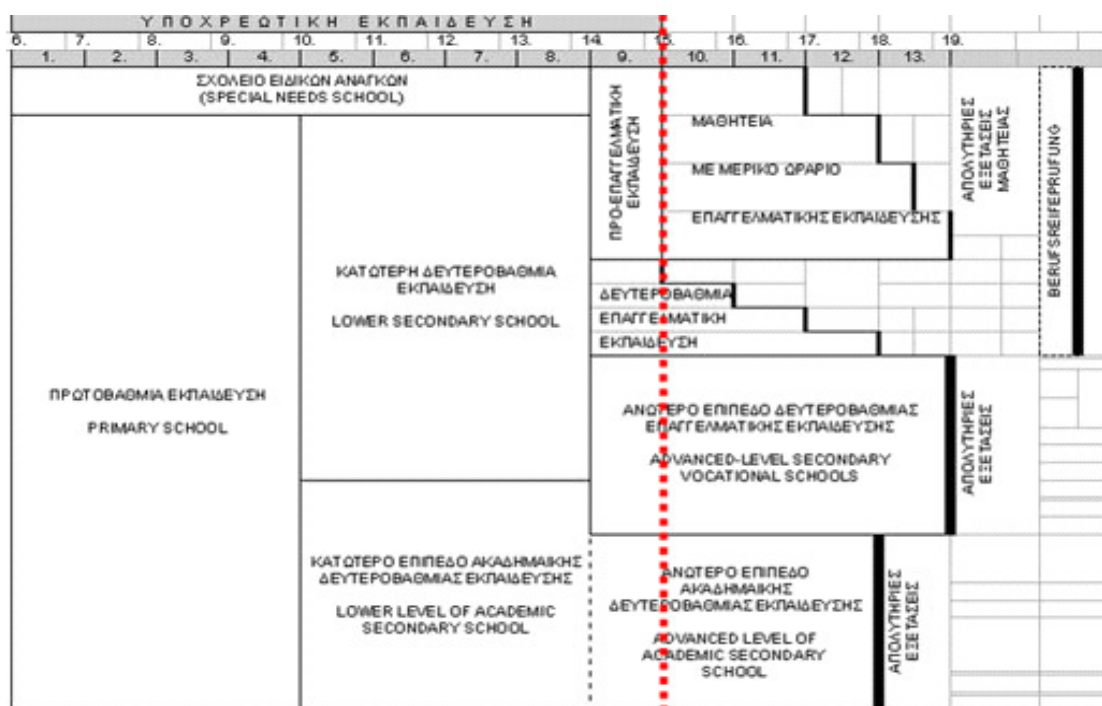 ΥΠΟΧΡΕΩΤΙΚΗ ΕΚΠΑΙΔΕΥΣΗ
6. 7. 8. 9. 10. 11. 12. 13. 14. 15. 16. 17. 18. 19.
1. 2. 3. 4. 5. 6. 7. 8. 9. 10. 11. 12. 13.
ΣΧΟΛΕΙΟ ΕΙΔΙΚΩΝ ΑΝΑΓΚΩΝ
(SPECIAL NEEDS SCHOOL)
ΠΡΩΤΟΒΑΘΜΙΑ ΕΚΠΑΙΔΕΥΣΗ
PRIMARY SCHOOL
ΚΑΤΩΤΕΡΗ ΔΕΥΤΕΡΟΒΑΘΜΙΑ
ΕΚΠΑΙΔΕΥΣΗ
LOWER SECONDARY SCHOOL
ΚΑΤΩΤΕΡΟ ΕΠΙΠΕΔΟ ΑΚΑΔΗΜΑΙΚΗΣ
ΔΕΥΤΕΡΟΒΑΘΜΙΑΣ ΕΚΠΑΙΔΕΥΣΗΣ
LOWER LEVEL OF ACADEMIC
SECONDARY SCHOOL
ΠΡΟ-ΕΠΑΓΓΕΛΜΑΤΙΚΗ
ΕΚΠΑΙΔΕΥΣΗ
ΜΑΘΗΤΕΙΑ
ΜΕ ΜΕΡΙΚΟ ΩΡΑΡΙΟ
ΕΠΑΓΓΕΛΜΑΤΙΚΗΣ ΕΚΠΑΙΔΕΥΣΗΣ
ΔΕΥΤΕΡΟΒΑΘΜΙΑ
ΕΠΑΓΓΕΛΜΑΤΙΚΗ
ΕΚΠΑΙΔΕΥΣΗ
ΑΝΩΤΕΡΟ ΕΠΙΠΕΔΟ ΔΕΥΤΕΡΟΒΑΘΜΙΑΣ
ΕΠΑΓΓΕΛΜΑΤΙΚΗΣ ΕΚΠΑΙΔΕΥΣΗΣ
ADVANCED-LEVEL SECONDARY
VOCATIONAL SCHOOLS
ΑΝΩΤΕΡΟ ΕΠΙΠΕΔΟ
ΑΚΑΔΗΜΑΙΚΗΣ
ΔΕΥΤΕΡΟΒΑΘΜΙΑΣ ΕΚΠΑΙΔΕΥΣΗΣ
ADVANCED LEVEL OF
ACADEMIC SECONDARY
SCHOOL
ΑΠΟΛΥΤΗΡΙΕΣ
ΕΞΕΤΑΣΕΙΣ
ΜΑΘΗΤΕΙΑΣ
BERUFSREIFEPRUFUNG
ΑΠΟΛΥΤΗΡΙΕΣ
ΕΞΕΤΑΣΕΙΣ
ΑΠΟΛΥΤΗΡΙΕΣ
ΕΞΕΤΑΣΕΙΣ